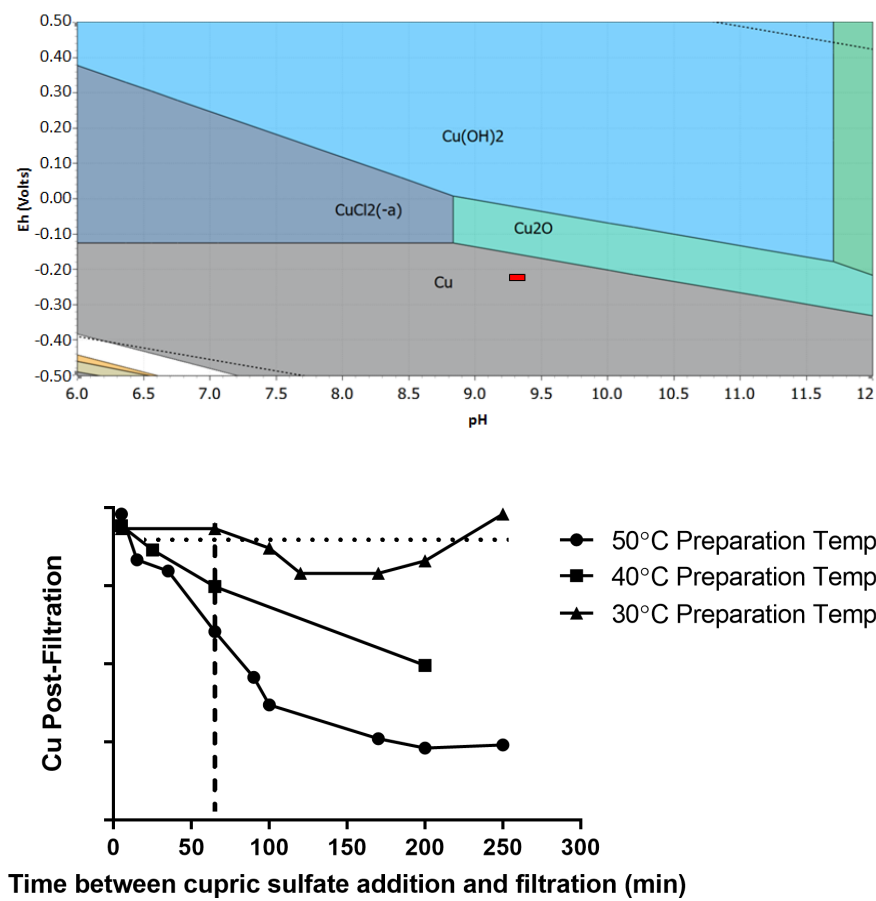 0.50
0.40
0.30
0.20
0.10
0.00
-0.10
-0.20
-0.30
-0.40
-0.50
Eh (Volts)
Cu(OH)2
CuCl2(-a)
Cu2O
Cu
6.0 6.5 7.0 7.5 8.0 8.5 9.0 9.5 10.0 10.5 11.0 11.5 12
pH
Cu Post-Filtration
50°C Preparation Temp
40°C Preparation Temp
30°C Preparation Temp
0 50 100 150 200 250 300
Time between cupric sulfate addition and filtration (min)